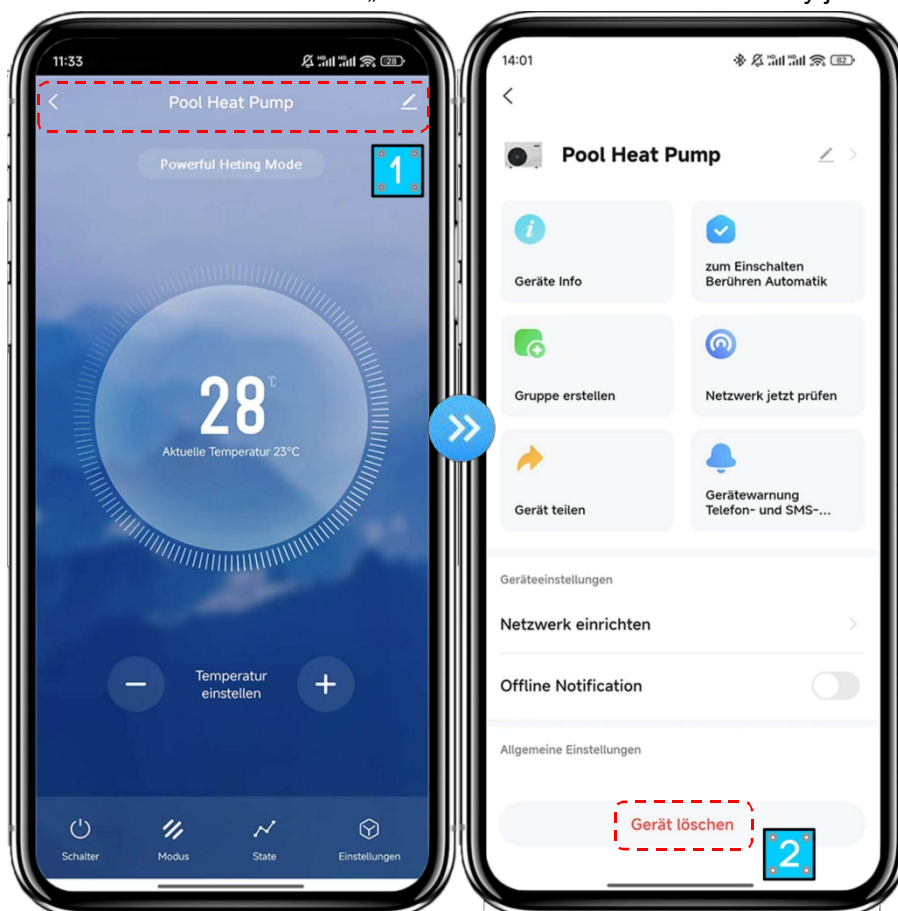 11:33
28
Pool Heat Pump
Powerful Heting Mode
1
28℃
Aktuelle Temperatur 23°C
Temperatur
einstellen
Schalter
Modus
State
Einstellungen
14:01
82
Pool Heat Pump
Geräte Info
zum Einschalten
Berühren Automatik
Gruppe erstellen
Netzwerk jetzt prüfen
Gerät teilen
Gerätewarnung
Telefon- und SMS-...
Geräteeinstellungen
Netzwerk einrichten
Offline Notification
Allgemeine Einstellungen
Gerät löschen
2